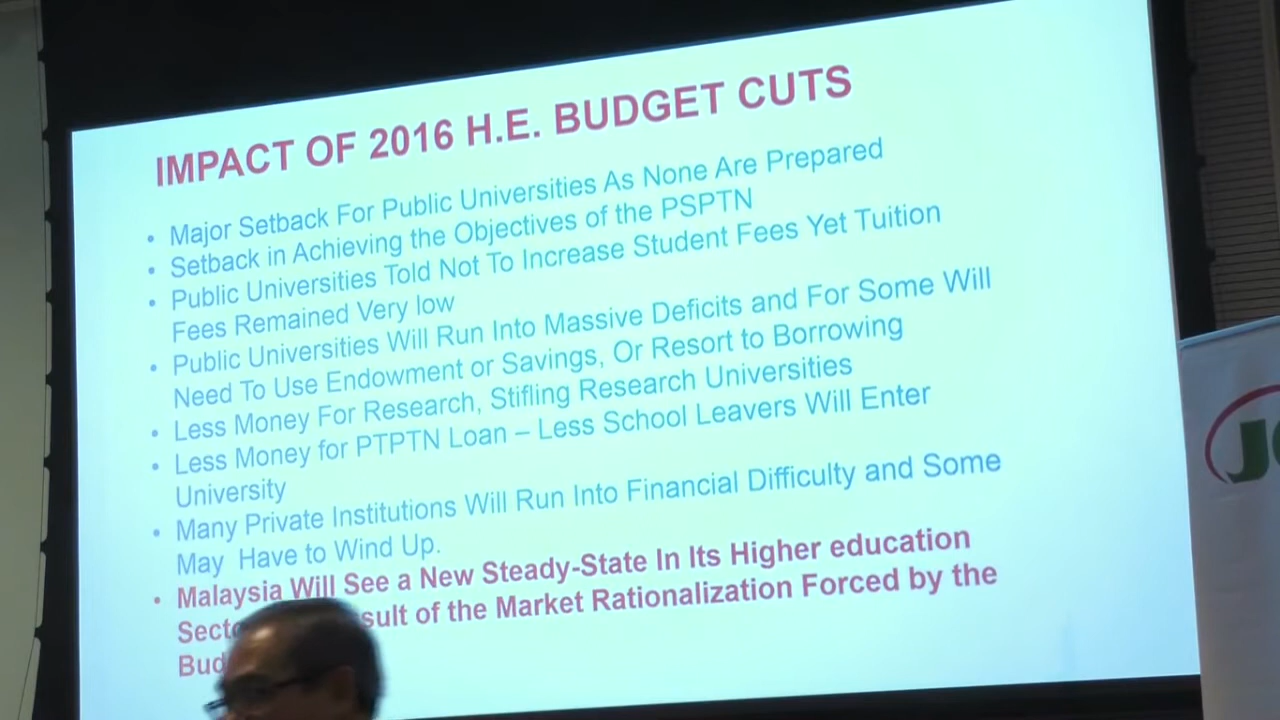 IMPACT OF 2016 H.E. BUDGET CUTS
• Major Setback For Public Universities As None Are Prepared
• Setback in Achieving the Objectives of the PSPTN
• Public Universities Told Not To Increase Student Fees Yet Tuition
Fees Remained Very low
• Public Universities Will Run Into Massive Deficits and For Some Will
Need To Use Endowment or Savings, Or Resort to Borrowing
• Less Money For Research, Stifling Research Universities
• Less Money for PTPTN Loan – Less School Leavers Will Enter
University
• Many Private Institutions Will Run Into Financial Difficulty and Some
May Have to Wind Up.
• Malaysia Will See a New Steady-State In Its Higher education
of the Market Rationalization Forced by the